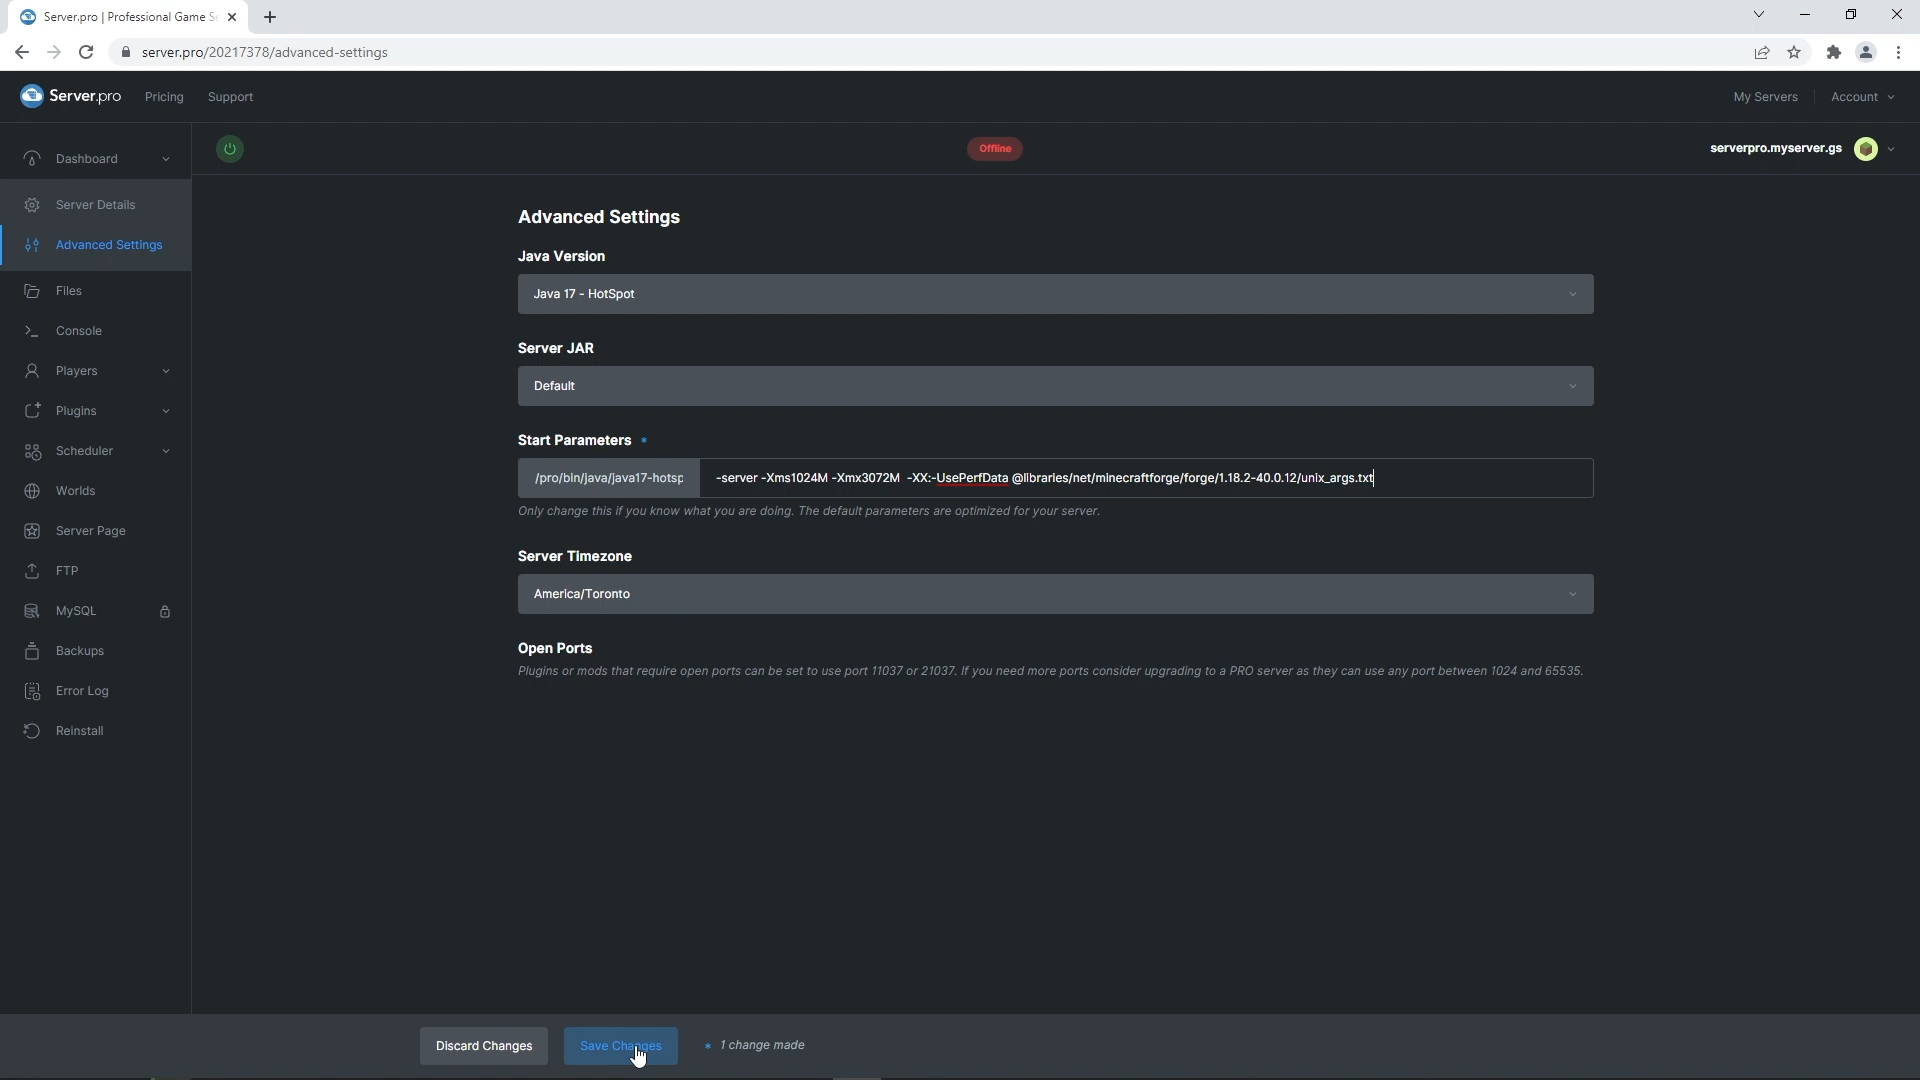 Server.pro | Professional Game Se
server.pro/20217378/advanced-settings
Server.pro
Pricing
Support
My Servers
Account
Dashboard
Offline
serverpro.myserver.gs
Server Details
Advanced Settings
Files
Console
Players
Plugins
Scheduler
Worlds
Server Page
FTP
MySQL
Backups
Error Log
Reinstall
Advanced Settings
Java Version
Java 17 - HotSpot
Server JAR
Default
Start Parameters *
/pro/bin/java/java17-hotsp -server -Xms1024M -Xmx3072M -XX:-UsePerfData @libraries/net/minecraftforge/forge/1.18.2-40.0.12/unix_args.txt
Only change this if you know what you are doing. The default parameters are optimized for your server.
Server Timezone
America/Toronto
Open Ports
Plugins or mods that require open ports can be set to use port 11037 or 21037. If you need more ports consider upgrading to a PRO server as they can use any port between 1024 and 65535.
Discard Changes
Save Changes
* 1 change made